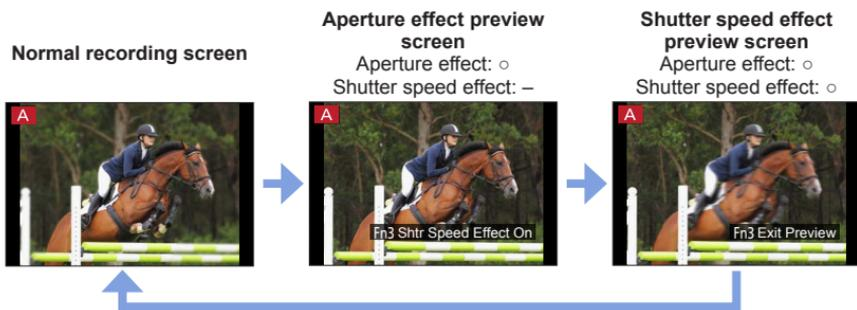 Normal recording screen
Aperture effect preview
screen
Aperture effect: ○
Shutter speed effect: –
Shutter speed effect
preview screen
Aperture effect: ○
Shutter speed effect: ○
A
A
Fn3 Shtr Speed Effect On
A
Fn3 Exit Preview